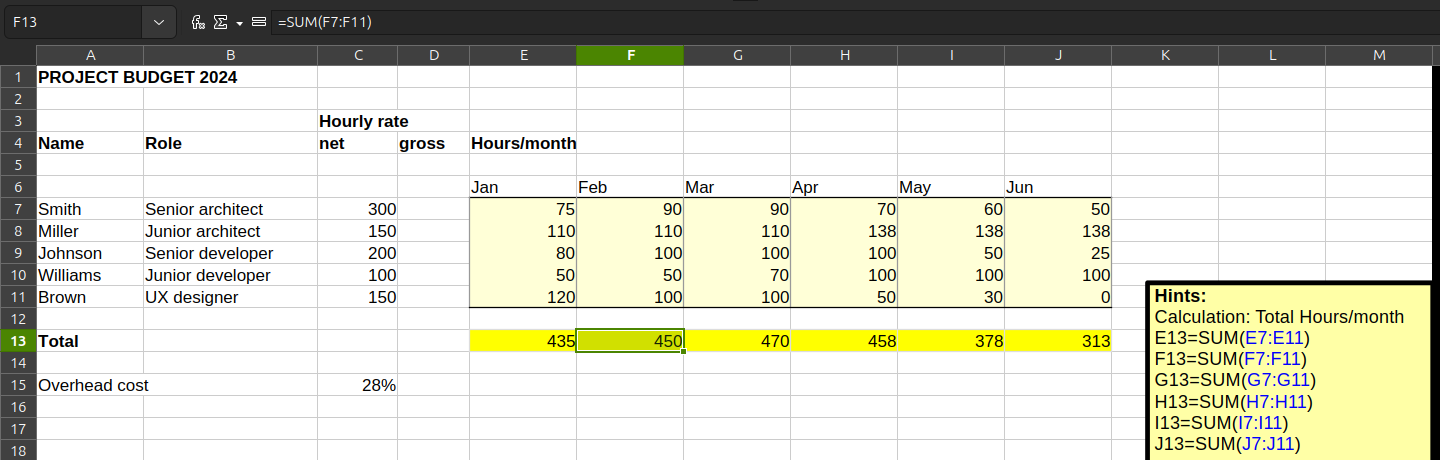 F13 =SUM(F7:F11)
A B C D E F G H I J K L M
1 PROJECT BUDGET 2024
2
3 Hourly rate
4 Name Role net gross Hours/month
5
6 Jan Feb Mar Apr May Jun
7 Smith Senior architect 300 75 90 90 70 60 50
8 Miller Junior architect 150 110 110 110 138 138 138
9 Johnson Senior developer 200 80 100 100 100 50 25
10 Williams Junior developer 100 50 50 70 100 100 100
11 Brown UX designer 150 120 100 100 50 30 0
12
13 Total 435 450 470 458 378 313
14
15 Overhead cost 28%
16
17
18
Hints:
Calculation: Total Hours/month
E13=SUM(E7:E11)
F13=SUM(F7:F11)
G13=SUM(G7:G11)
H13=SUM(H7:H11)
I13=SUM(I7:I11)
J13=SUM(J7:J11)